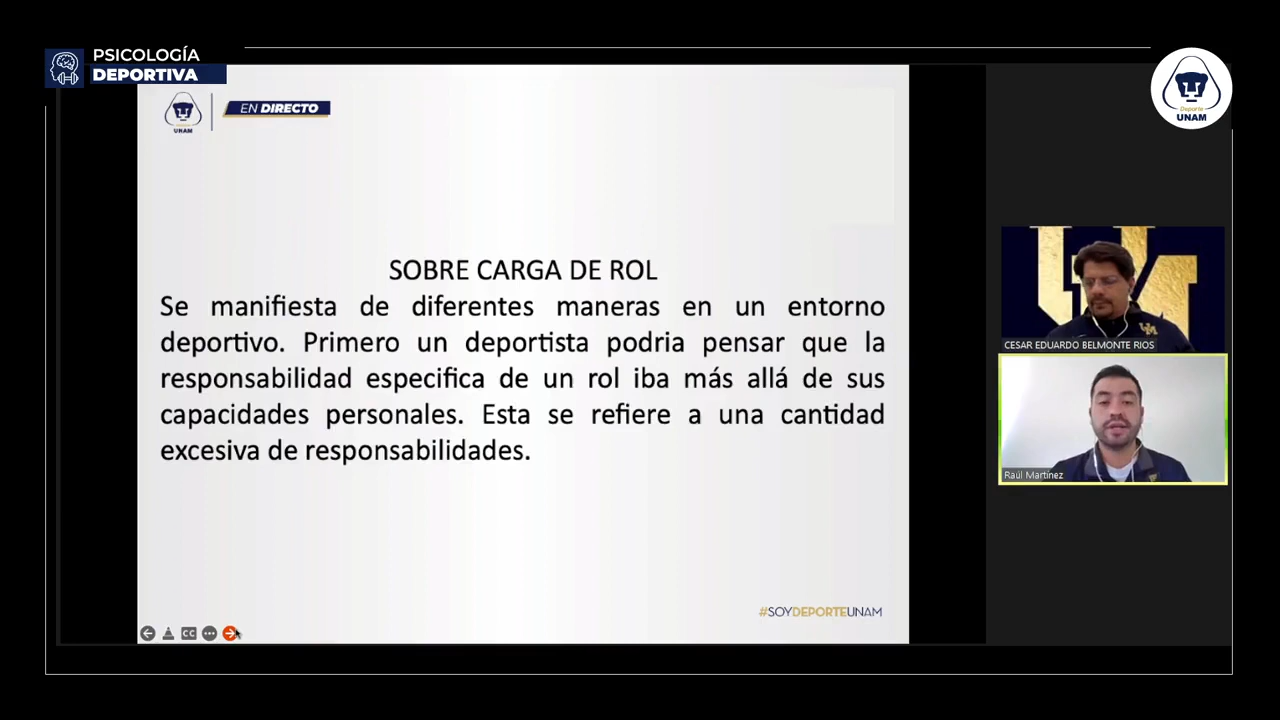 PSICOLOGÍA
DEPORTIVA
Deporte
UNAM
UNAM
EN DIRECTO
SOBRE CARGA DE ROL
Se manifiesta de diferentes maneras en un entorno
deportivo. Primero un deportista podria pensar que la
responsabilidad especifica de un rol iba más allá de sus
capacidades personales. Esta se refiere a una cantidad
excesiva de responsabilidades.
#SOYDEPORTEUNAM
CC
CESAR EDUARDO BELMONTE RIOS
Raúl Martínez